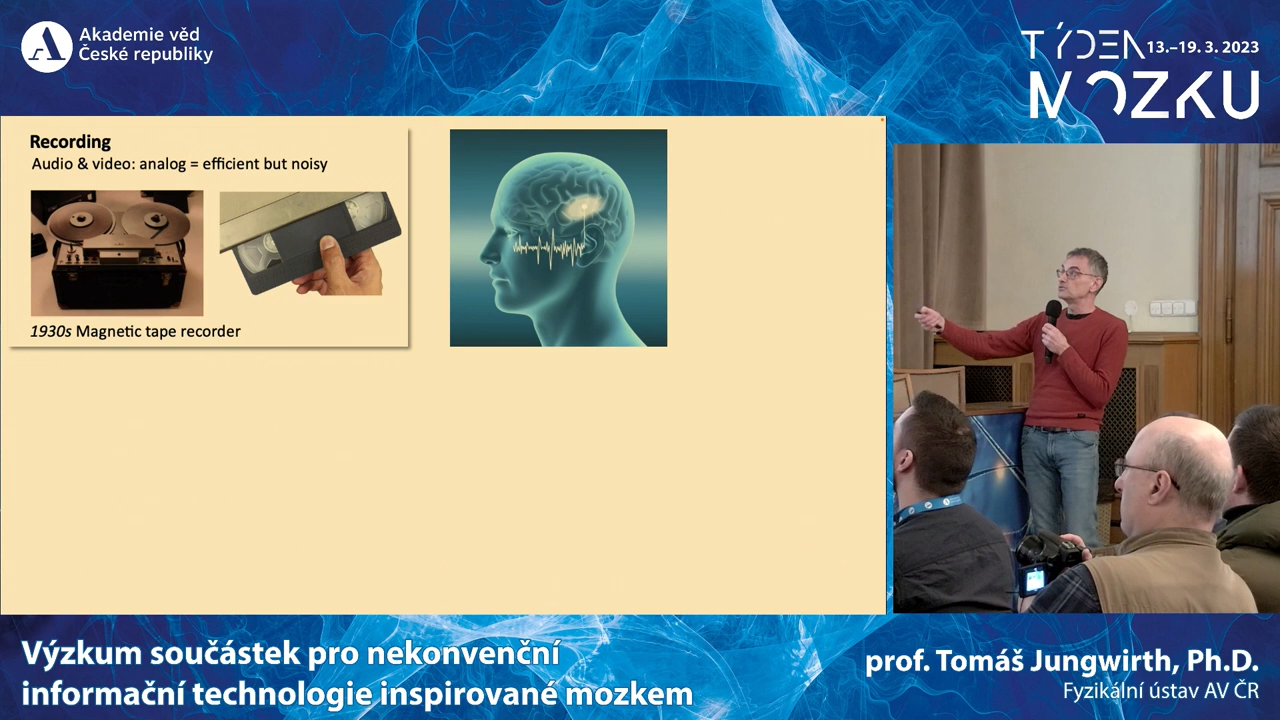 Akademie věd
České republiky
TÝDEN 13.–19. 3. 2023
MOZKU
Recording
Audio & video: analog = efficient but noisy
1930s Magnetic tape recorder
Výzkum součástek pro nekonvenční
informační technologie inspirované mozkem
prof. Tomáš Jungwirth, Ph.D.
Fyzikální ústav AV ČR